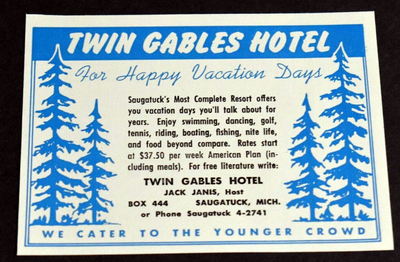 TWIN GABLES HOTEL
For Happy Vacation Days
Saugatuck's Most Complete Resort offers
you vacation days you'll talk about for
years. Enjoy swimming, dancing, golf,
tennis, riding, boating, fishing, nite life,
and food beyond compare. Rates start
at $37.50 per week American Plan (in-
cluding meals). For free literature write:
TWIN GABLES HOTEL
JACK JANIS, Host
BOX 444 SAUGATUCK, MICH.
or Phone Saugatuck 4-2741
WE CATER TO THE YOUNGER CROWD